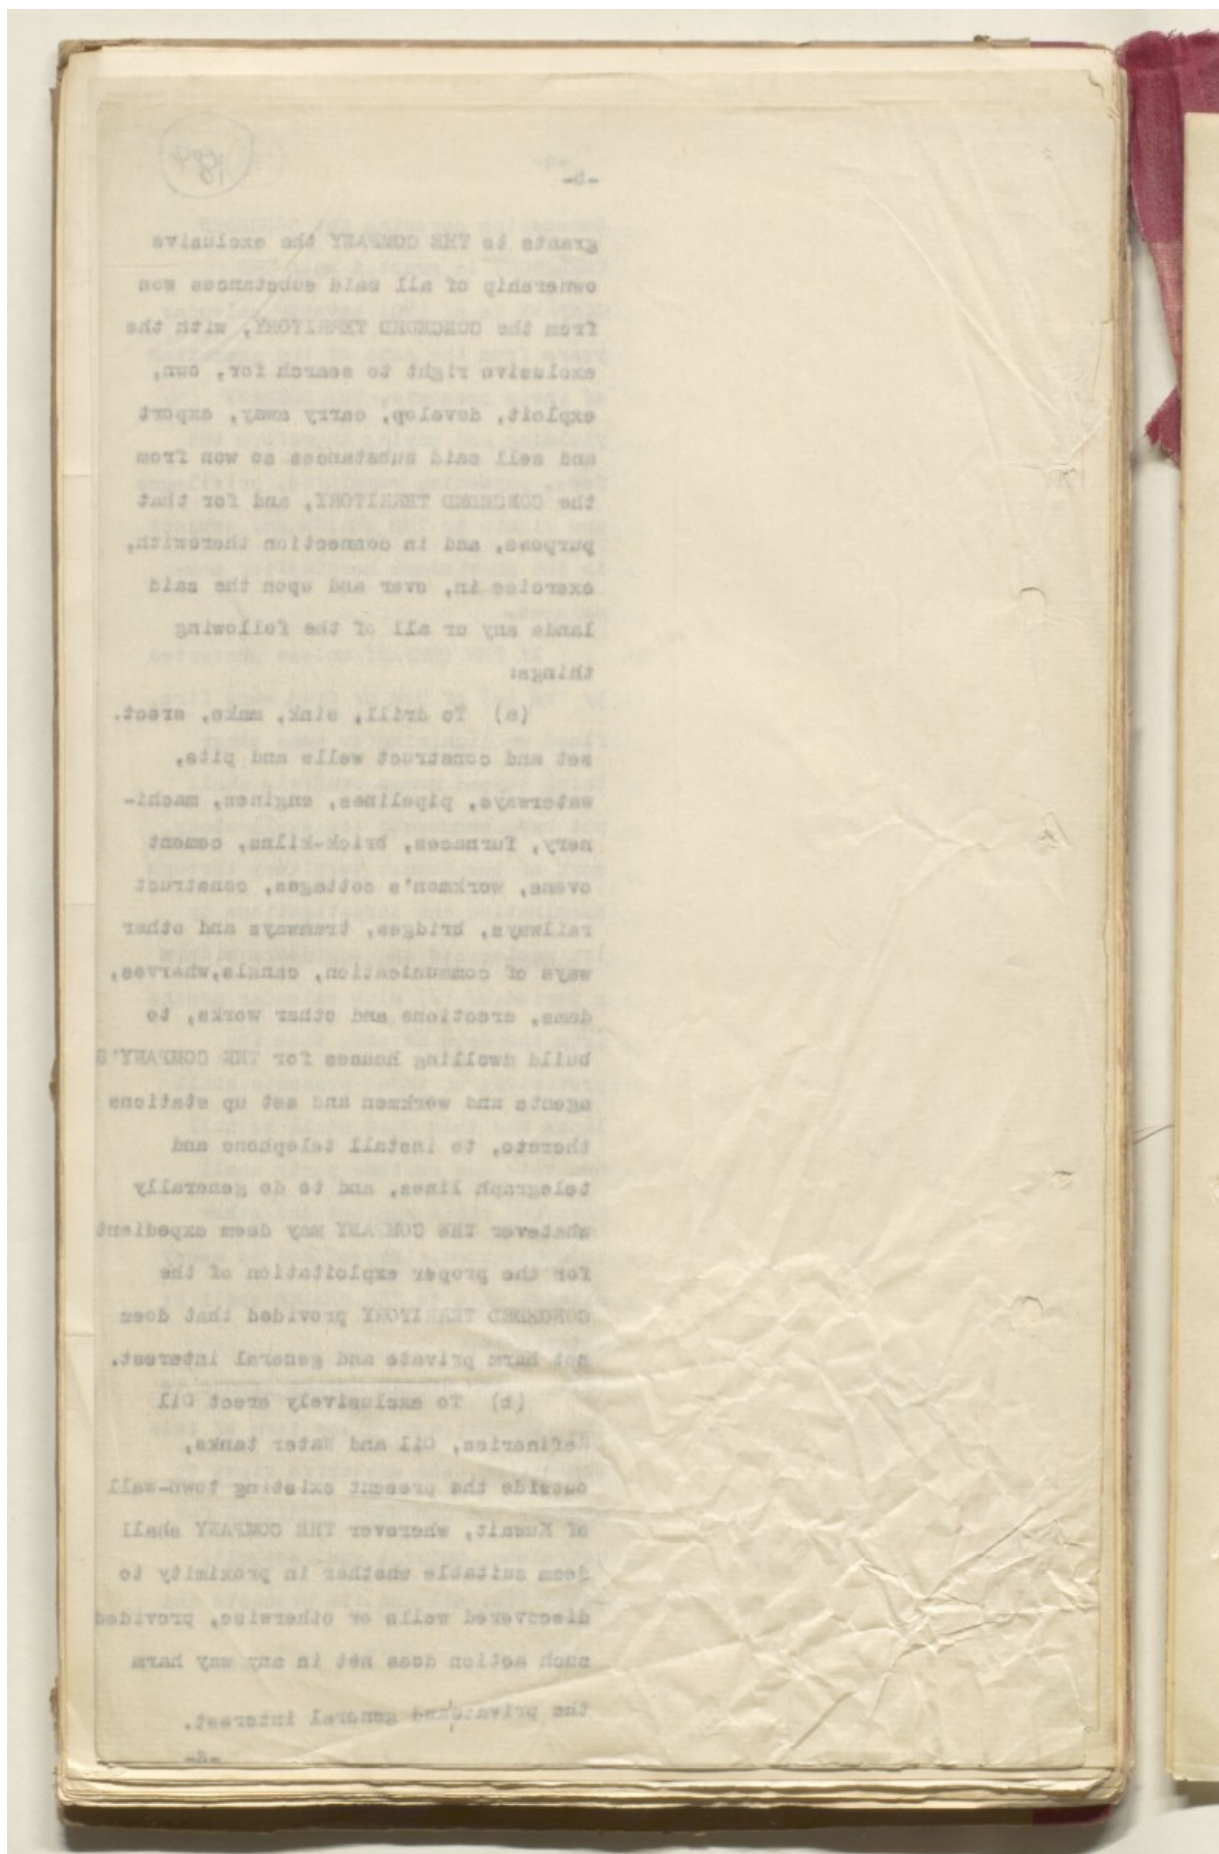 -5-
grants to THE COMPANY the exclusive
ownership of all said substances won
from the CONCEDED TERRITORY, with the
exclusive right to search for, own,
exploit, develop, carry away, export
and sell said substances so won from
the CONCEDED TERRITORY, and for that
purpose, and in connection therewith,
exercise in, over and upon the said
lands any or all of the following
things:
(a) To drill, sink, make, erect.
set and construct wells and pits,
waterways, pipelines, engines, machi-
nery, furnaces, brick-kilns, cement
ovens, workmen's cottages, construct
railways, bridges, tramways and other
ways of communication, canals,wharves,
dams, erections and other works, to
build dwelling houses for THE COMPANY'S
agents and workmen and set up stations
thereto, to install telephone and
telegraph lines, and to do generally
whatever THE COMPANY may deem expedient
for the proper exploitation of the
CONCEDED TERRITORY provided that does
not harm private and general interest.
(b) To exclusively erect Oil
Refineries, Oil and Water tanks,
outside the present existing town-wall
of Kuwait, wherever THE COMPANY shall
deem suitable whether in proximity to
discovered wells or otherwise, provided
such action does not in any way harm
the private and general interest.